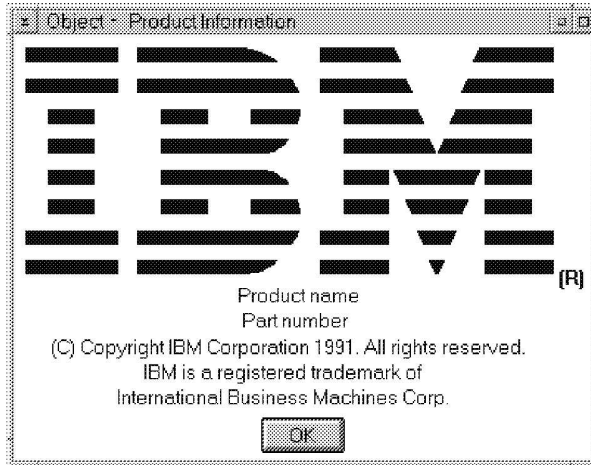 Object - Product Information
IBM
(R)
Product name
Part number
(C) Copyright IBM Corporation 1991. All rights reserved.
IBM is a registered trademark of
International Business Machines Corp.
OK